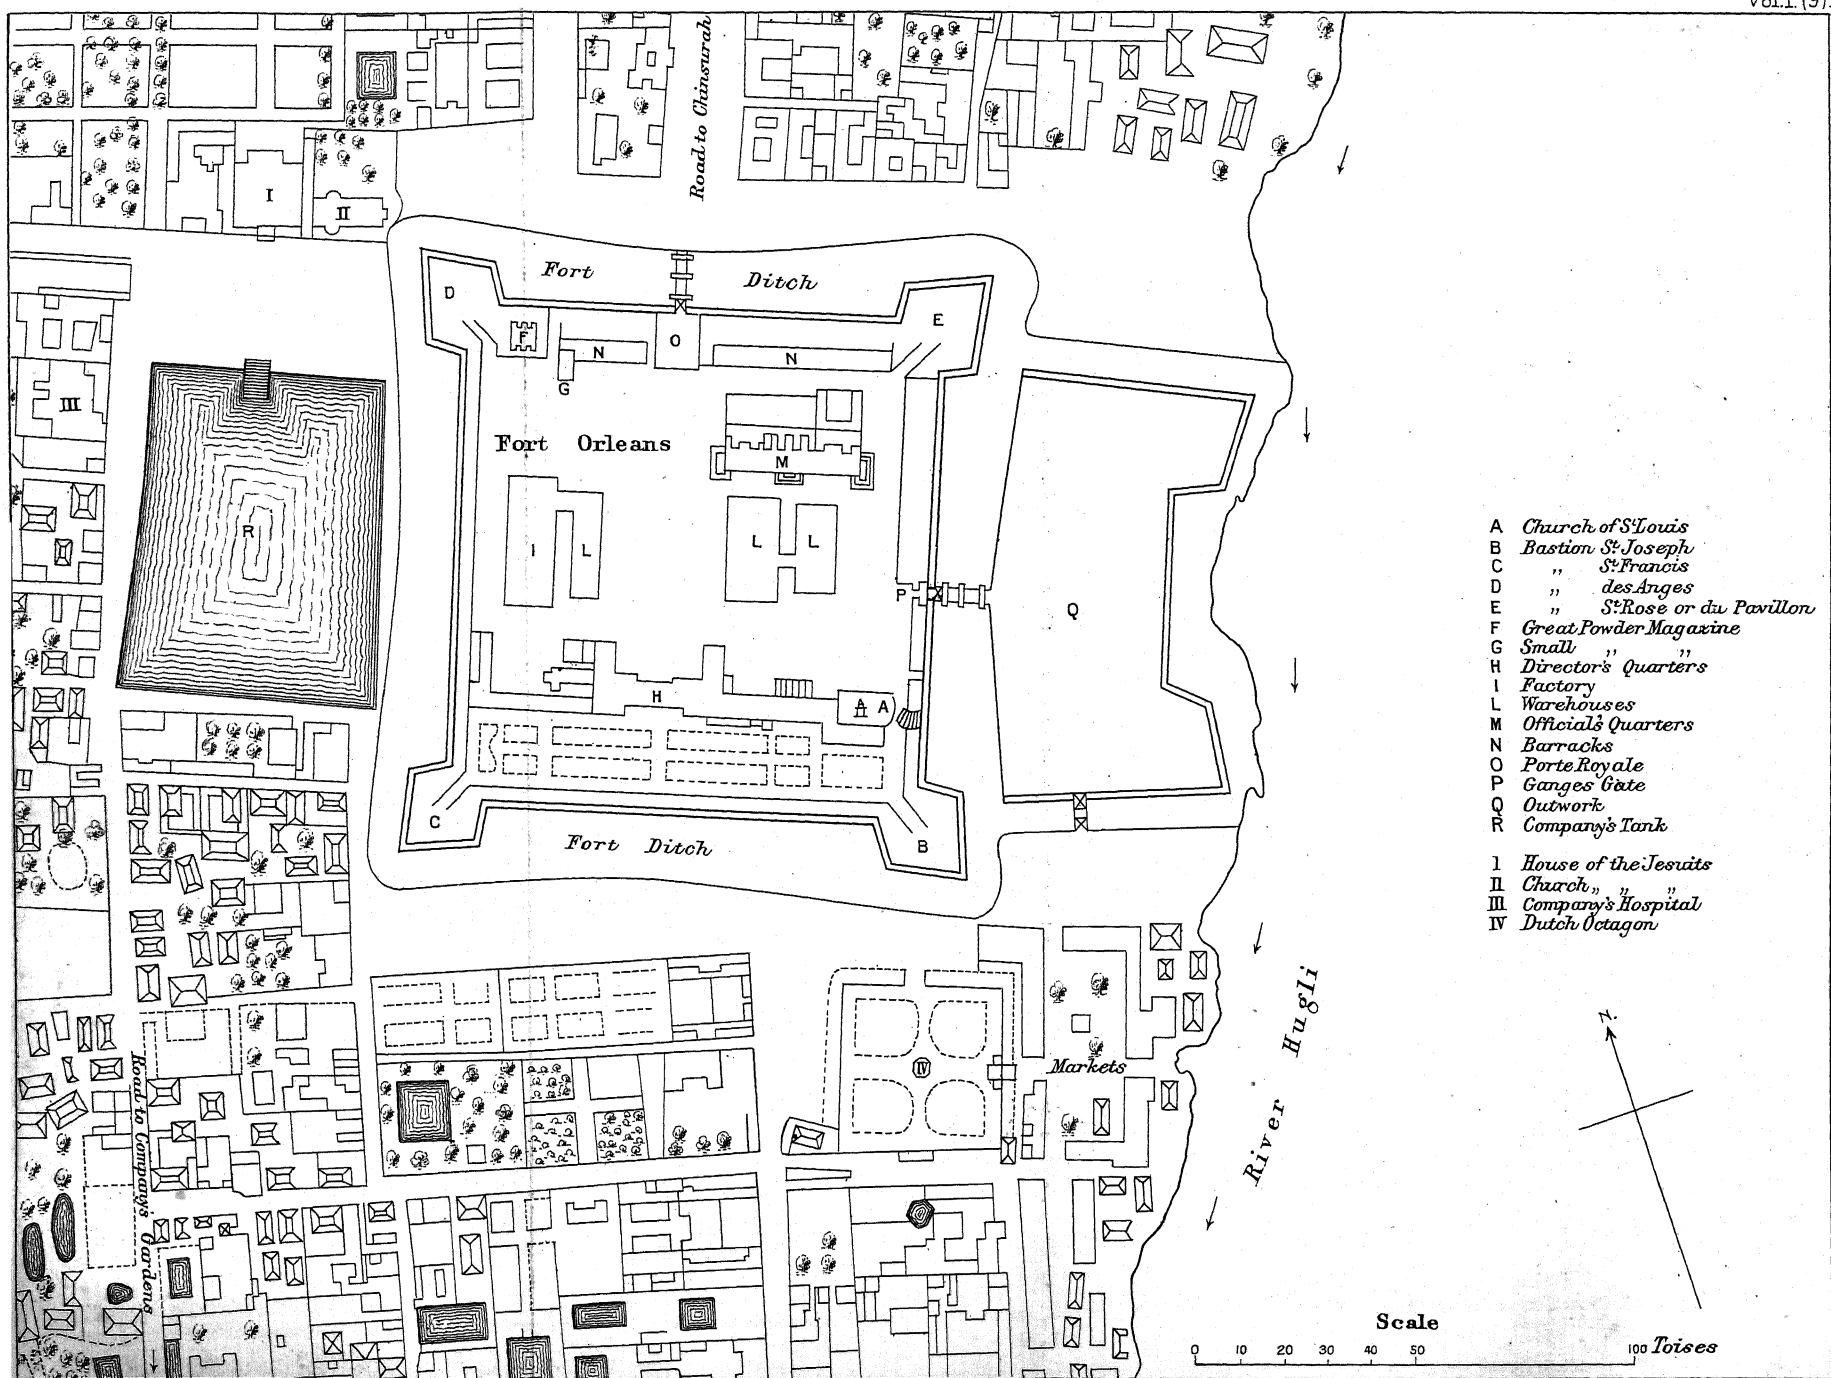 Vol.1.(9).
Road to Chinsurah
I
II
Fort Ditch
D
E
F
N
O
N
G
III
Fort Orleans
M
R
I
L
L
L
P
Q
H
A
A
C
B
Fort Ditch
A Church of St. Louis
B Bastion St. Joseph
C ,, St. Francis
D ,, des Anges
E ,, St. Rose or du Pavillon
F Great Powder Magazine
G Small ,, ,,
H Director's Quarters
I Factory
L Warehouses
M Official's Quarters
N Barracks
O Porte Royale
P Ganges Gate
Q Outwork
R Company's Tank
I House of the Jesuits
II Church ,, ,, ,,
III Company's Hospital
IV Dutch Octagon
IV
Markets
River Hugli
Road to Company's Gardens
N.
Scale
0 10 20 30 40 50 100 Toises